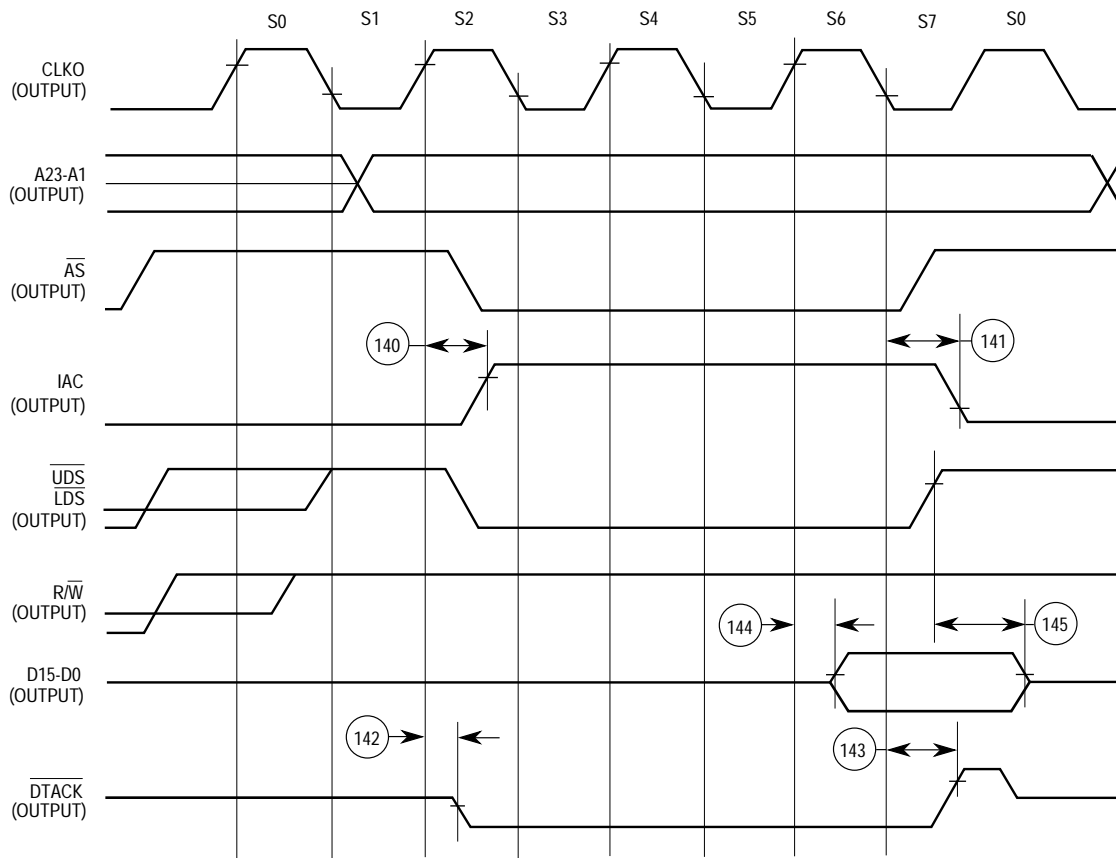 S0 S1 S2 S3 S4 S5 S6 S7 S0
CLKO
(OUTPUT)
A23-A1
(OUTPUT)
AS
(OUTPUT)
140
141
IAC
(OUTPUT)
UDS
LDS
(OUTPUT)
R/W
(OUTPUT)
144
145
D15-D0
(OUTPUT)
142
143
DTACK
(OUTPUT)